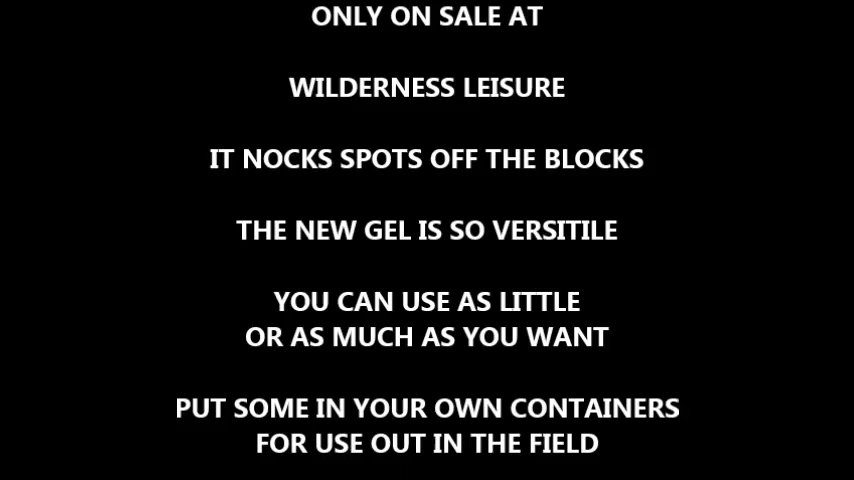 ONLY ON SALE AT
WILDERNESS LEISURE
IT NOCKS SPOTS OFF THE BLOCKS
THE NEW GEL IS SO VERSITILE
YOU CAN USE AS LITTLE
OR AS MUCH AS YOU WANT
PUT SOME IN YOUR OWN CONTAINERS
FOR USE OUT IN THE FIELD